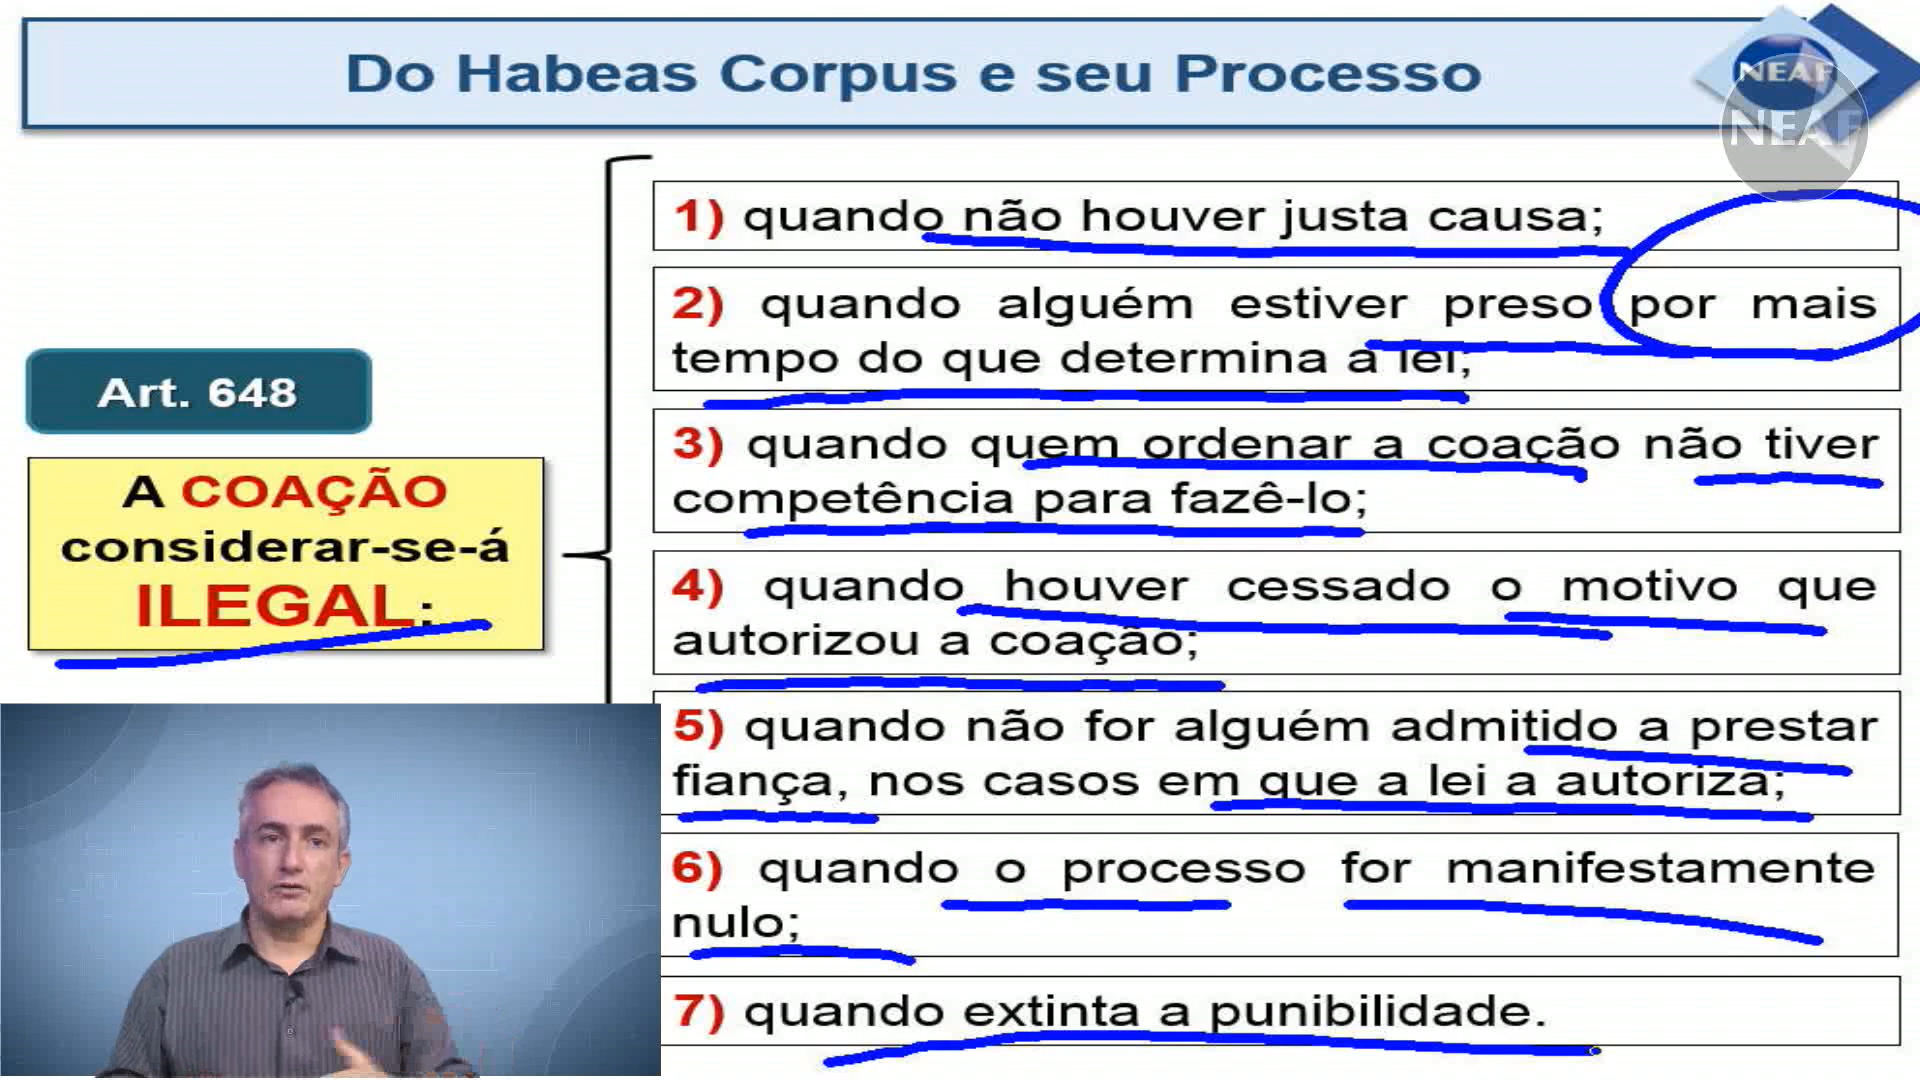 Do Habeas Corpus e seu Processo
NEAF
NEAF
Art. 648
A COAÇÃO
considerar-se-á
ILEGAL:
1) quando não houver justa causa;
2) quando alguém estiver preso por mais
tempo do que determina a lei;
3) quando quem ordenar a coação não tiver
competência para fazê-lo;
4) quando houver cessado o motivo que
autorizou a coação;
5) quando não for alguém admitido a prestar
fiança, nos casos em que a lei a autoriza;
6) quando o processo for manifestamente
nulo;
7) quando extinta a punibilidade.